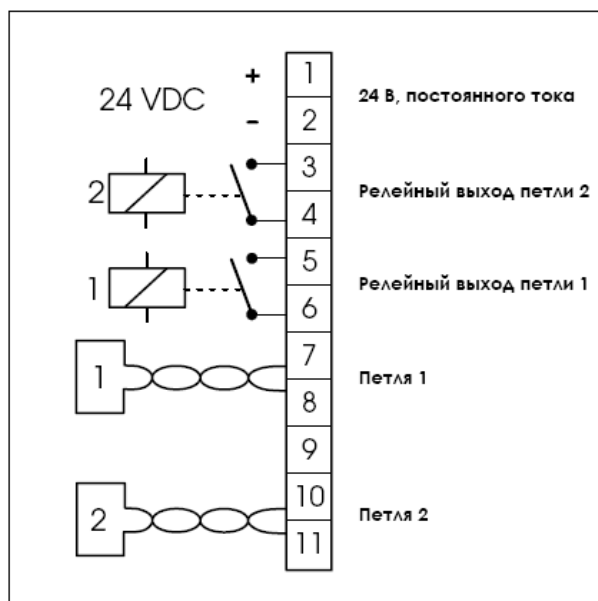 + 1
24 VDC 24 В, постоянного тока
- 2
3
2 Релейный выход петли 2
4
5
1 Релейный выход петли 1
6
7
1 Петля 1
8
9
10
2 Петля 2
11